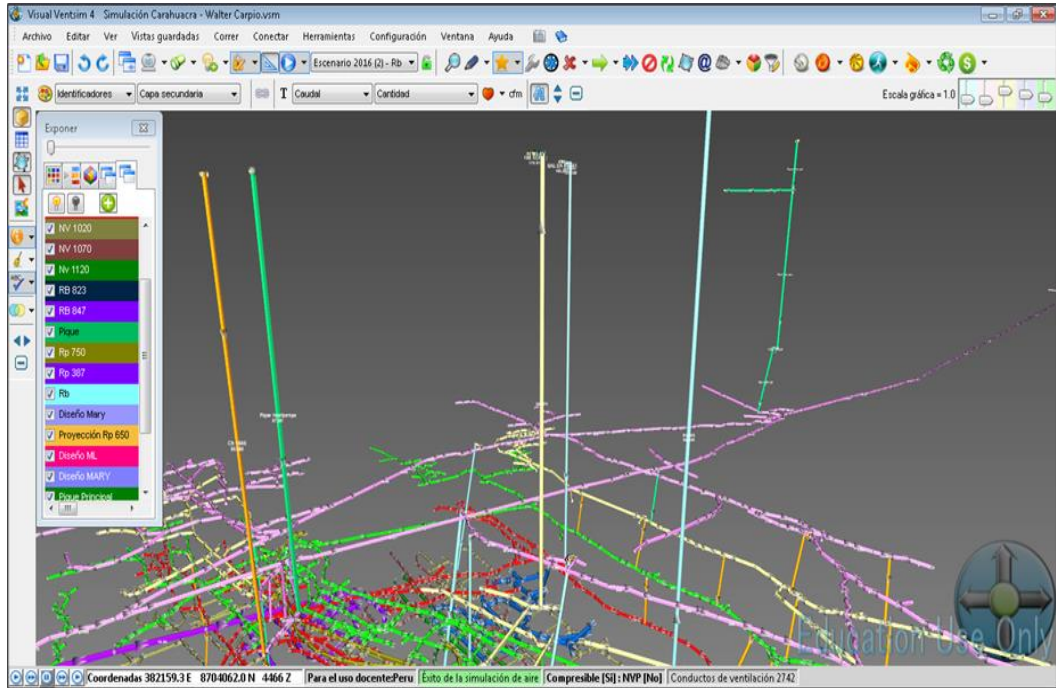 Visual Ventsim 4 Simulación Carahuacra - Walter Carpio.vsm
Archivo Editar Ver Vistas guardadas Correr Conectar Herramientas Configuración Ventana Ayuda
Escenario 2016 (2) - Rb
Identificadores Capa secundaria T Caudal Cantidad cfm Escala gráfica = 1.0
Exponer
NV 1020
NV 1070
Nv 1120
RB 823
RB 847
Pique
Rp 750
Rp 387
Rb
Diseño Mary
Proyección Rp 650
Diseño ML
Diseño MARY
Pique Principal
Education Use Only
Coordenadas 382159.3 E 8704062.0 N 4466 Z Para el uso docente:Peru Éxito de la simulación de aire Compresible [Sí] : NVP [No] Conductos de ventilación 2742